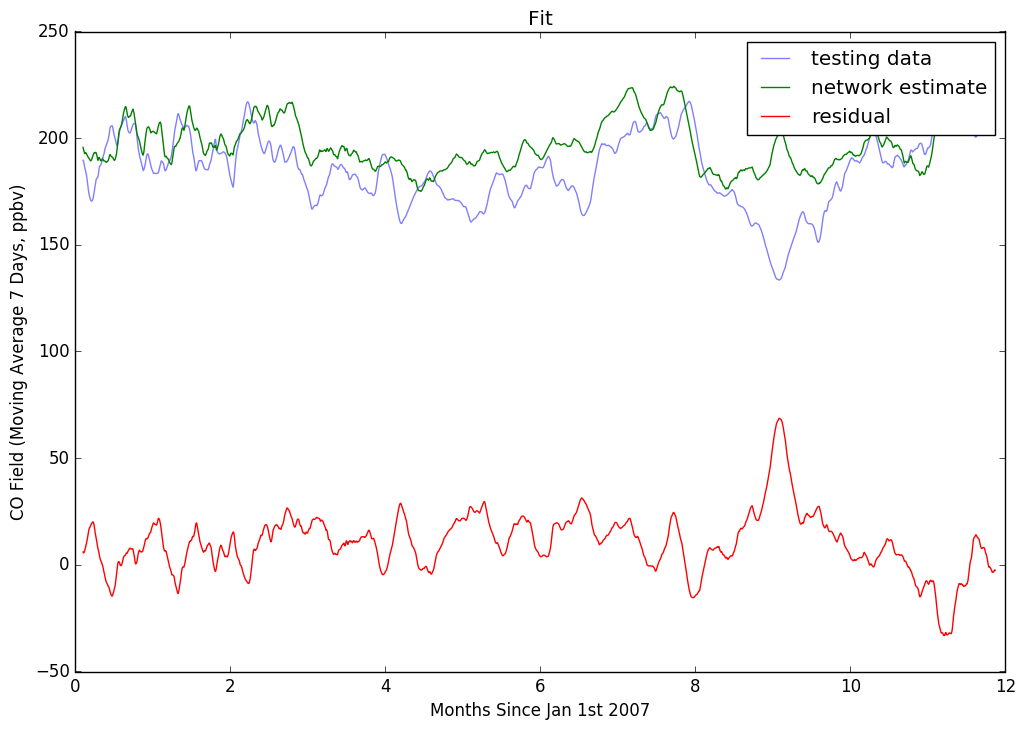 Fit
250
200
150
100
50
0
−50
0 2 4 6 8 10 12
CO Field (Moving Average 7 Days, ppbv)
Months Since Jan 1st 2007
testing data
network estimate
residual